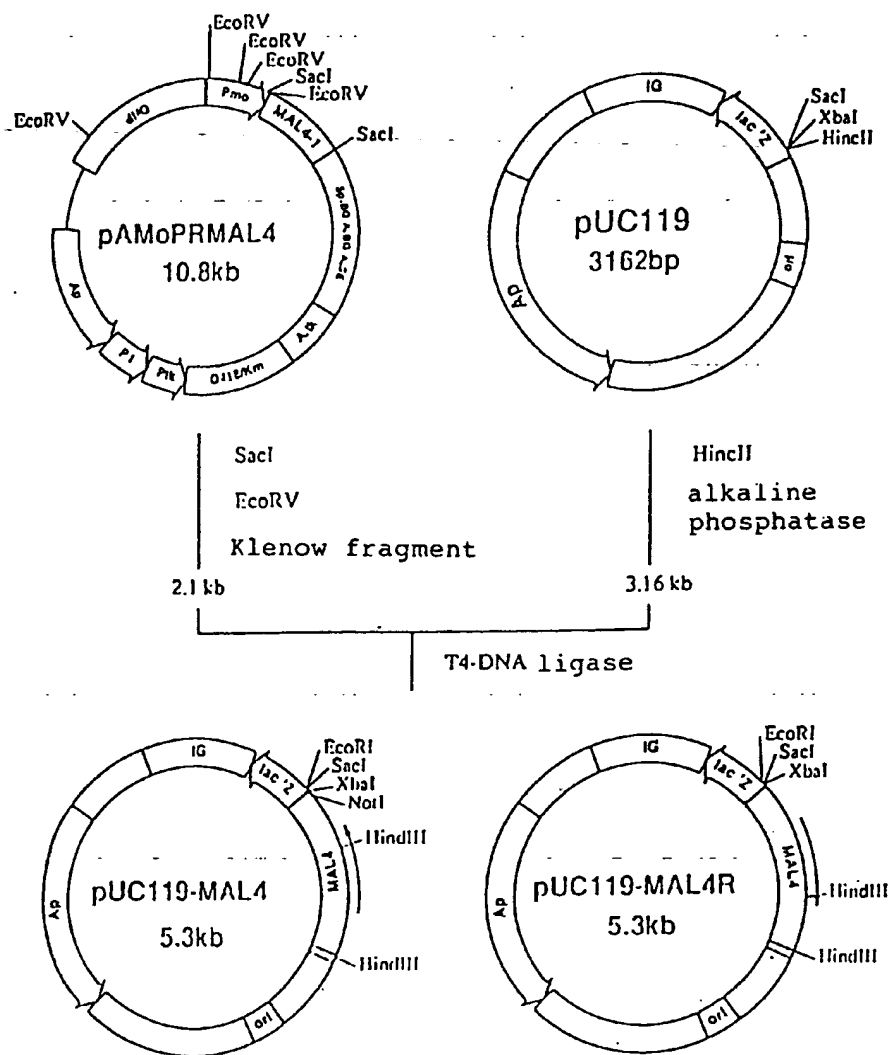 EcoRV
EcoRV
EcoRV
SacI
EcoRV
EcoRV
SacI
Pmo
MAL4-1
pAMoPRMAL4
10.8kb
Ap
P1
Ptk
IG
lac 'Z
SacI
XbaI
HincII
pUC119
3162bp
Ap
SacI
EcoRV
Klenow fragment
2.1 kb
HincII
alkaline
phosphatase
3.16 kb
T4-DNA ligase
IG
lac 'Z
EcoRI
SacI
XbaI
NotI
HindIII
MAL4
pUC119-MAL4
5.3kb
Ap
HindIII
ori
IG
lac 'Z
EcoRI
SacI
XbaI
MAL4
pUC119-MAL4R
5.3kb
Ap
HindIII
HindIII
ori